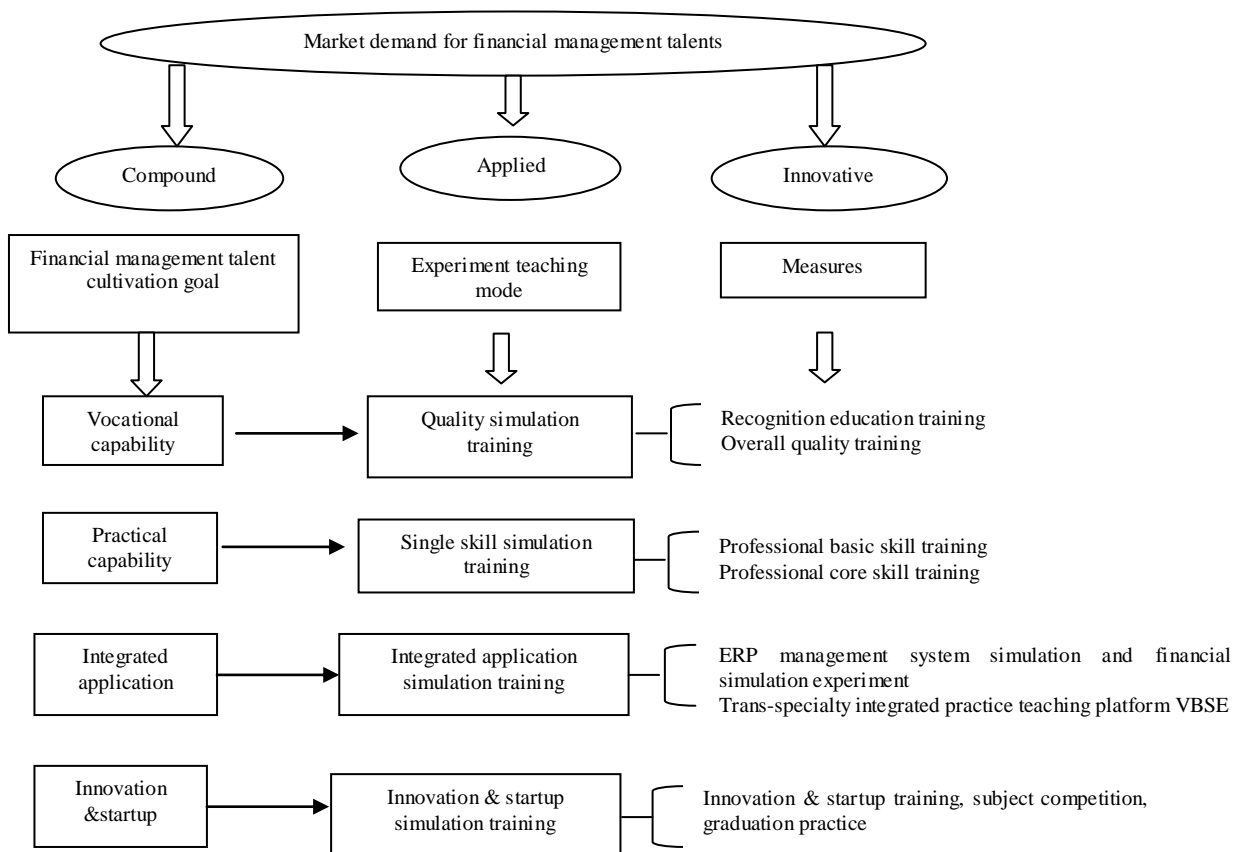 Market demand for financial management talents
Compound
Applied
Innovative
Financial management talent
cultivation goal
Experiment teaching
mode
Measures
Vocational
capability
Quality simulation
training
Recognition education training
Overall quality training
Practical
capability
Single skill simulation
training
Professional basic skill training
Professional core skill training
Integrated
application
Integrated application
simulation training
ERP management system simulation and financial
simulation experiment
Trans-specialty integrated practice teaching platform VBSE
Innovation
&startup
Innovation & startup
simulation training
Innovation & startup training, subject competition,
graduation practice